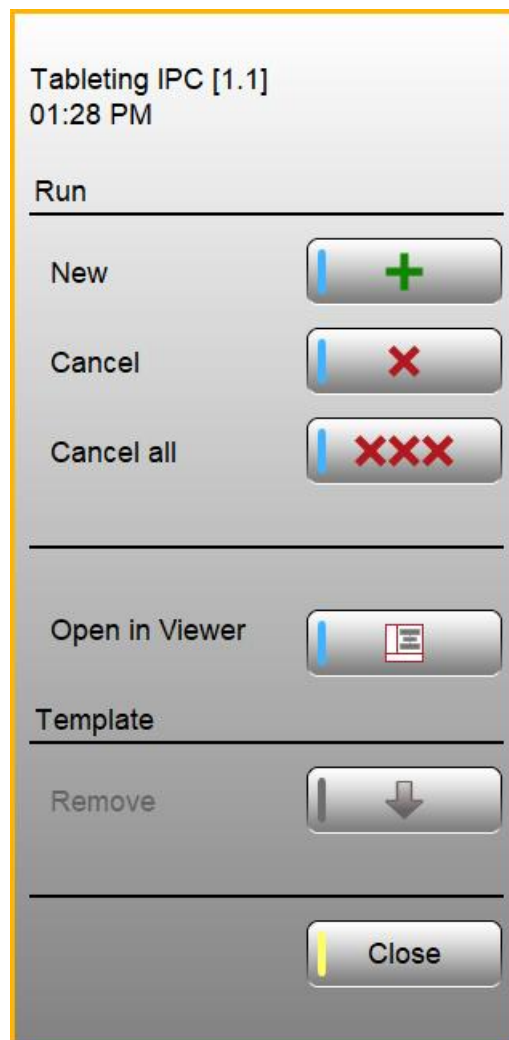 Tableting IPC [1.1]
01:28 PM
Run
New
Cancel
Cancel all
Open in Viewer
Template
Remove
Close